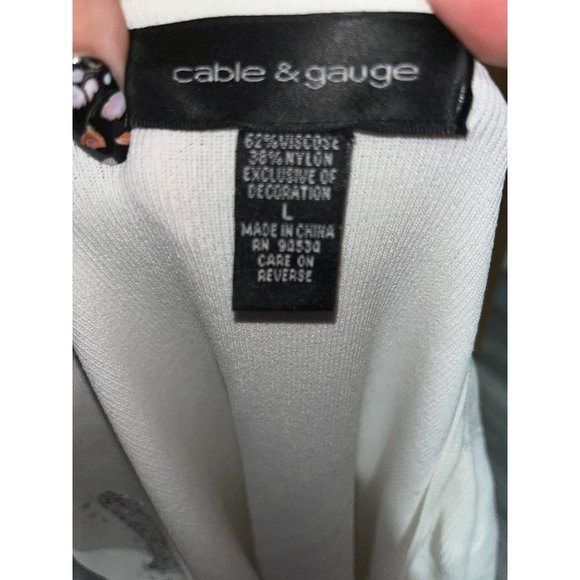 cable & gauge
62% VISCOSE
38% NYLON
EXCLUSIVE OF
DECORATION
L
MADE IN CHINA
RN 90530
CARE ON
REVERSE